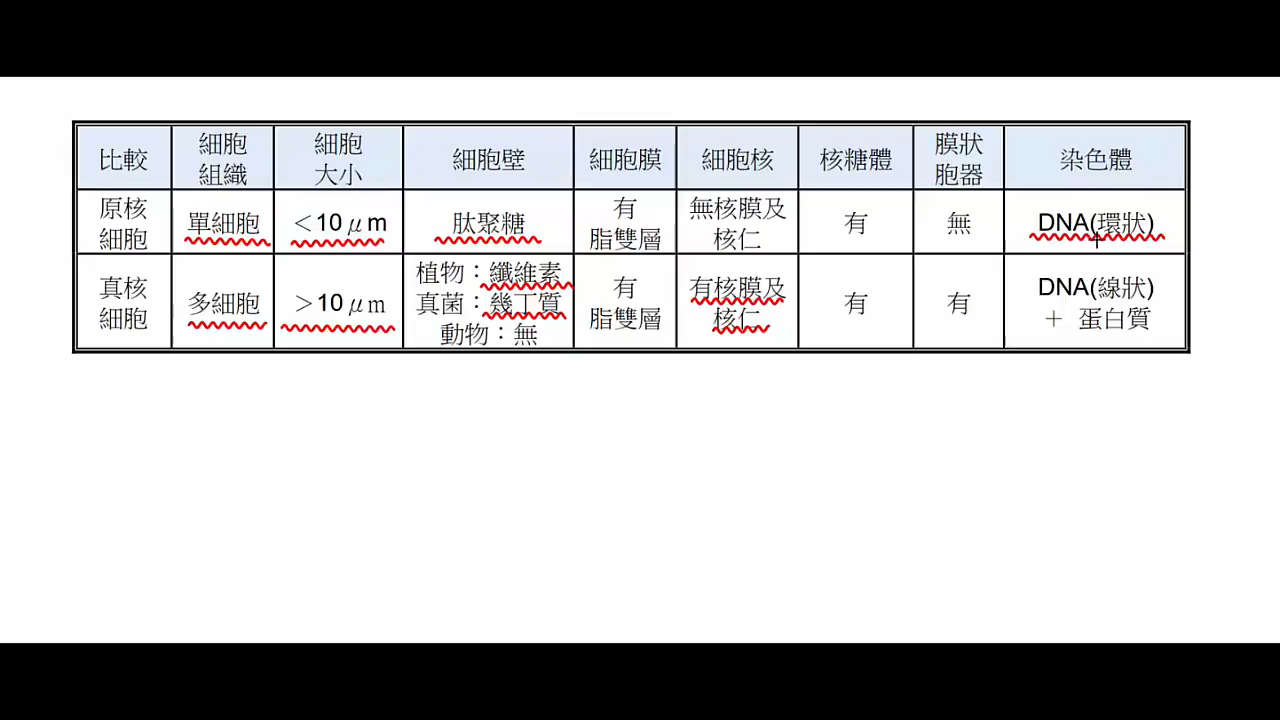 比較 細胞組織 細胞大小 細胞壁 細胞膜 細胞核 核糖體 膜狀胞器 染色體
原核細胞 單細胞 ＜10μm 肽聚糖 有脂雙層 無核膜及核仁 有 無 DNA(環狀)
真核細胞 多細胞 ＞10μm 植物：纖維素 真菌：幾丁質 動物：無 有脂雙層 有核膜及核仁 有 有 DNA(線狀)＋ 蛋白質